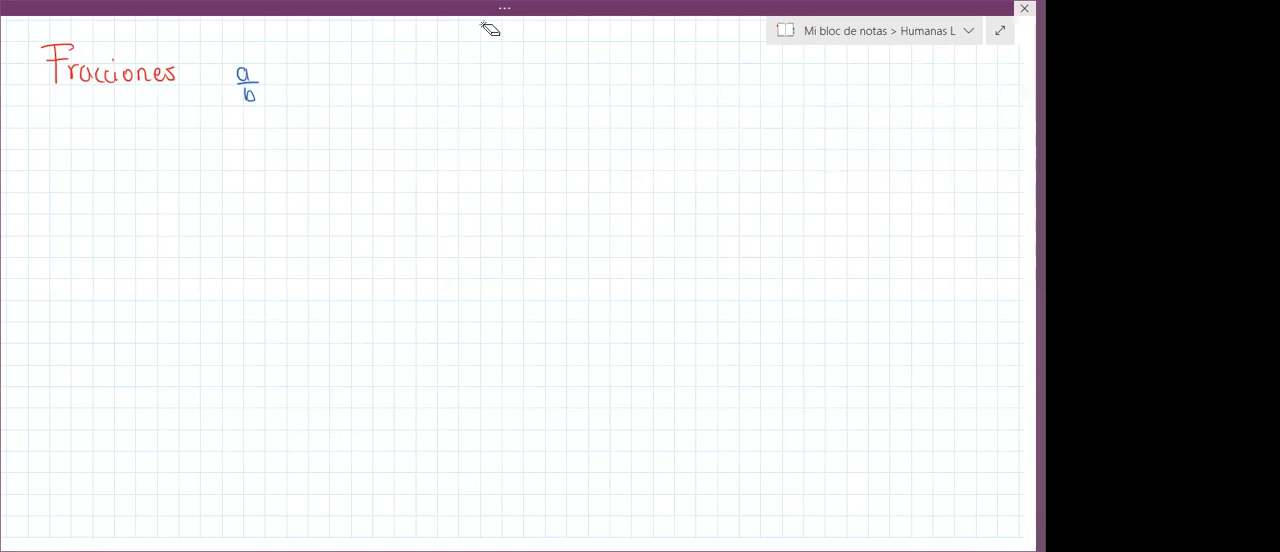 ...
Mi bloc de notas > Humanas L
Fracciones a/b